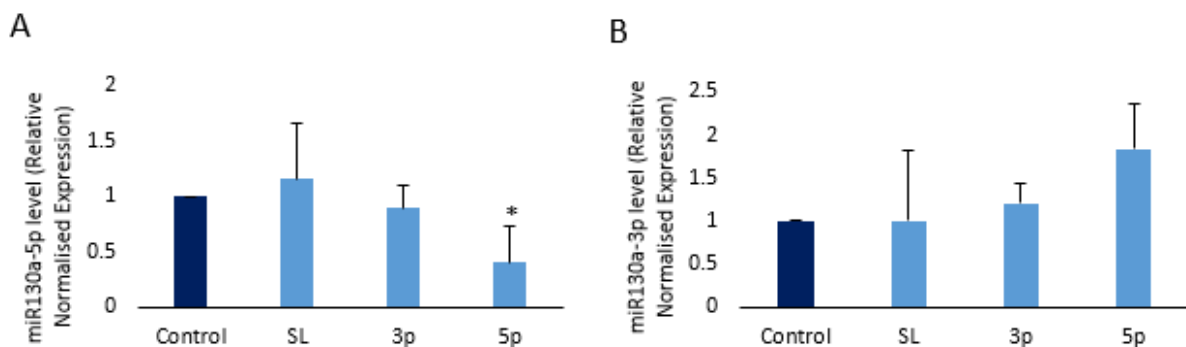 A
miR130a-5p level (Relative
Normalised Expression)
2
1.5
1
0.5
0
*
Control SL 3p 5p
B
miR130a-3p level (Relative
Normalised Expression)
2.5
2
1.5
1
0.5
0
Control SL 3p 5p